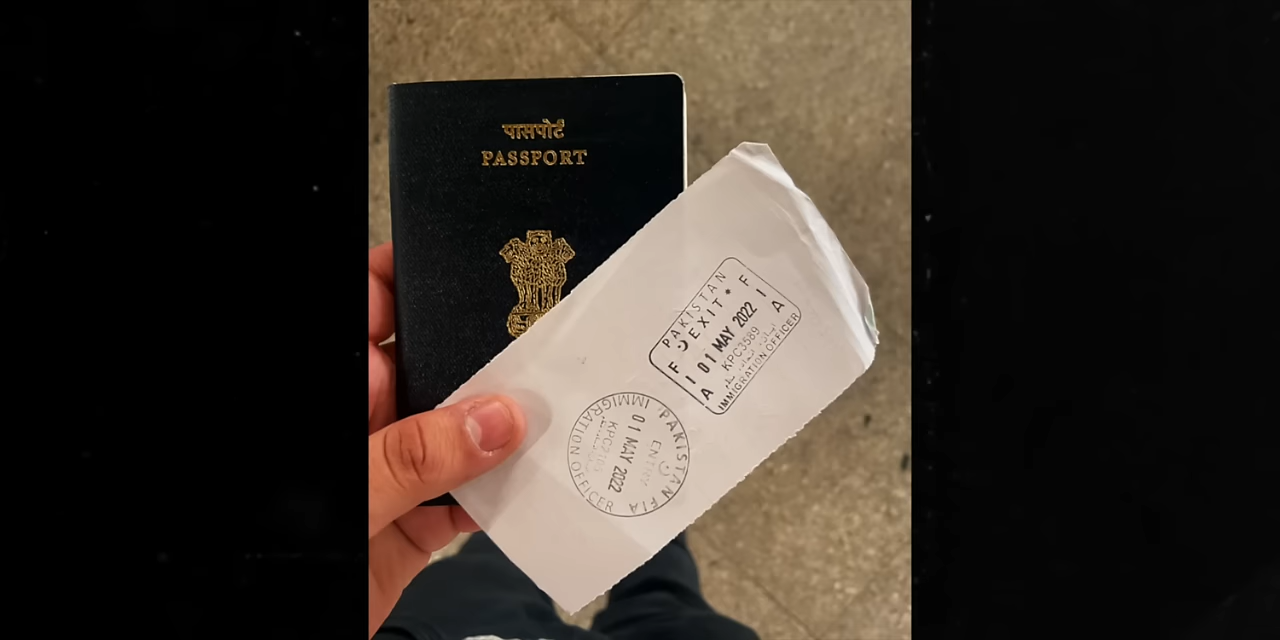 पासपोर्ट
PASSPORT
PAKISTAN
F EXIT * F
I 01 MAY 2022 I
A KPC3589 A
IMMIGRATION OFFICER
PAKISTAN FIA
ENTRY
01 MAY 2022
IMMIGRATION OFFICER